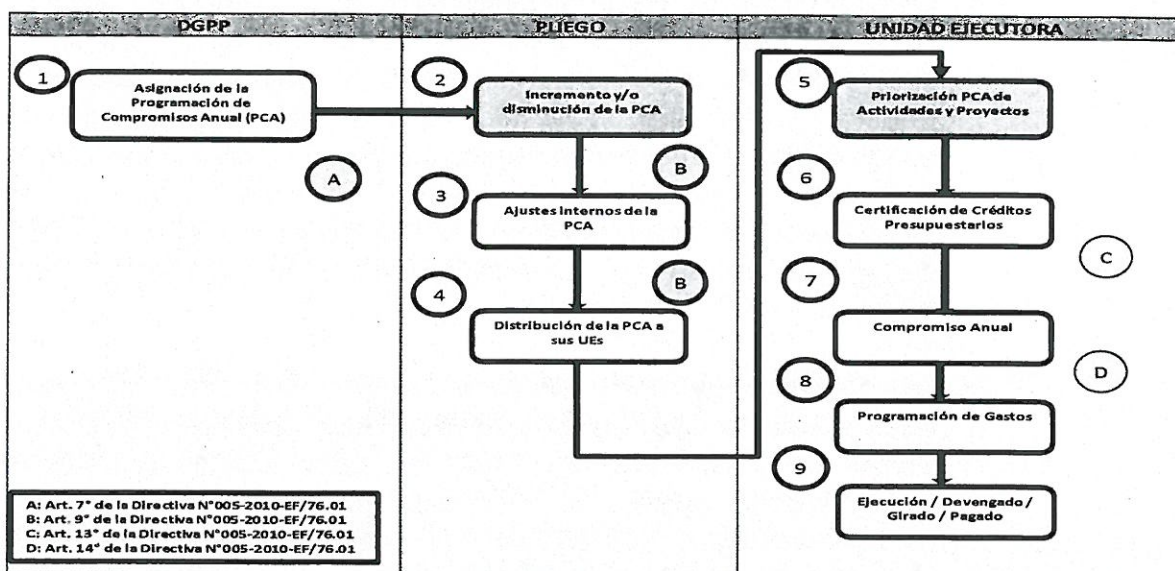 DGPP
PLIEGO
UNIDAD EJECUTORA
1
Asignación de la
Programación de
Compromisos Anual (PCA)
A
2
Incremento y/o
disminución de la PCA
B
3
Ajustes internos de la
PCA
B
4
Distribución de la PCA a
sus UEs
5
Priorización PCA de
Actividades y Proyectos
6
Certificación de Créditos
Presupuestarios
C
7
Compromiso Anual
D
8
Programación de Gastos
9
Ejecución / Devengado /
Girado / Pagado
A: Art. 7° de la Directiva N°005-2010-EF/76.01
B: Art. 9° de la Directiva N°005-2010-EF/76.01
C: Art. 13° de la Directiva N°005-2010-EF/76.01
D: Art. 14° de la Directiva N°005-2010-EF/76.01